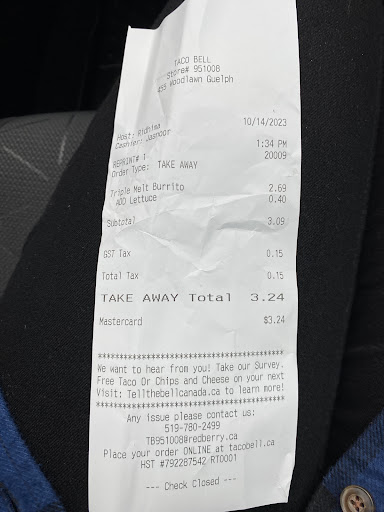 TACO BELL
Store# 951008
455 Woodlawn Guelph
10/14/2023
Host: Ridhima
Cashier: Jasnoor
1:34 PM
REPRINT# 1
20009
Order Type: TAKE AWAY
Triple Melt Burrito 2.69
ADD Lettuce 0.40
Subtotal 3.09
GST Tax 0.15
Total Tax 0.15
TAKE AWAY Total 3.24
Mastercard $3.24
****************************************
We want to hear from you! Take our Survey.
Free Taco Or Chips and Cheese on your next
Visit: Tellthebellcanada.ca to learn more!
****************************************
Any issue please contact us:
519-780-2499
TB951008@redberry.ca
Place your order ONLINE at tacobell.ca
HST #792287542 RT0001
--- Check Closed ---